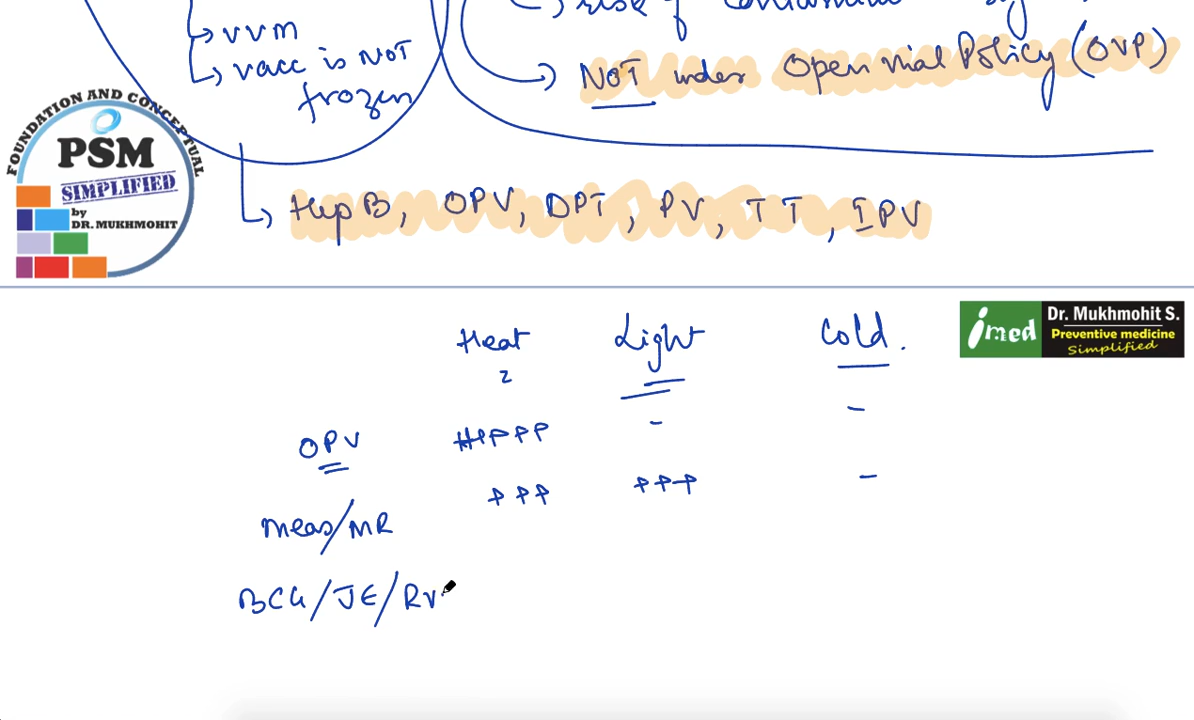 risk of
VVM
vacc is NOT
frozen
NOT under Open vial Policy (OVP)
FOUNDATION AND CONCEPTUAL
PSM
SIMPLIFIED
by
DR. MUKHMOHIT
Hep B, OPV, DPT, PV, TT, IPV
imed
Dr. Mukhmohit S.
Preventive medicine
Simplified
Heat Light Cold.
OPV ++++ - -
Meas/MR +++ +++ -
BCG/JE/RV